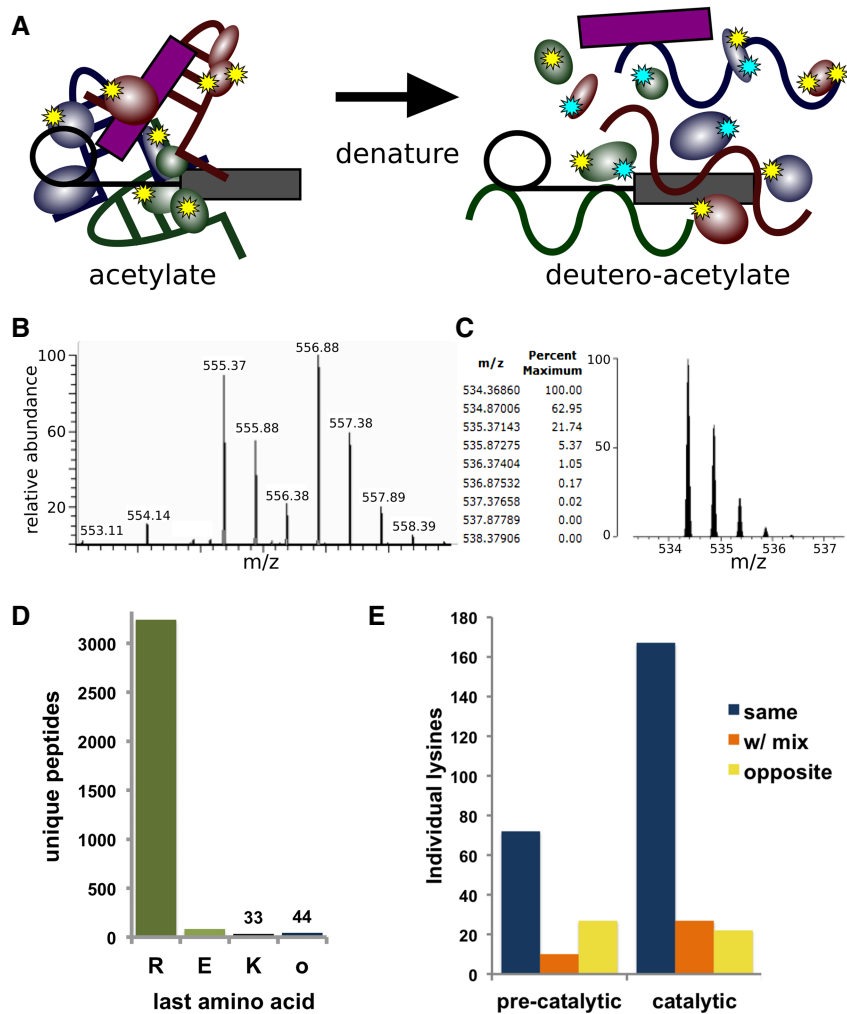 A
denature
acetylate
deutero-acetylate
B
relative abundance
100
60
20
553.11
554.14
555.37
555.88
556.38
556.88
557.38
557.89
558.39
m/z
C
m/z Percent Maximum
534.36860 100.00
534.87006 62.95
535.37143 21.74
535.87275 5.37
536.37404 1.05
536.87532 0.17
537.37658 0.02
537.87789 0.00
538.37906 0.00
100
50
0
534 535 536 537
m/z
D
unique peptides
3000
2500
2000
1500
1000
500
0
33 44
R E K o
last amino acid
E
Individual lysines
180
160
140
120
100
80
60
40
20
0
same
w/ mix
opposite
pre-catalytic catalytic